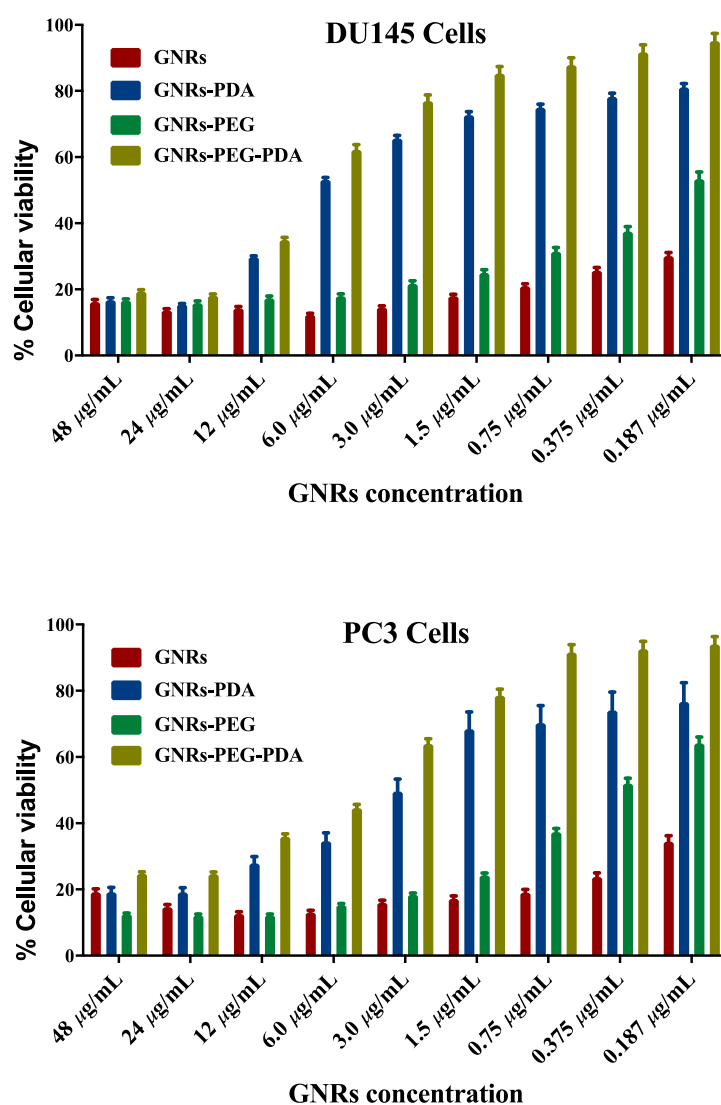 DU145 Cells
GNRs
GNRs-PDA
GNRs-PEG
GNRs-PEG-PDA
% Cellular viability
100
80
60
40
20
0
48 µg/mL
24 µg/mL
12 µg/mL
6.0 µg/mL
3.0 µg/mL
1.5 µg/mL
0.75 µg/mL
0.375 µg/mL
0.187 µg/mL
GNRs concentration
PC3 Cells
GNRs
GNRs-PDA
GNRs-PEG
GNRs-PEG-PDA
% Cellular viability
100
80
60
40
20
0
48 µg/mL
24 µg/mL
12 µg/mL
6.0 µg/mL
3.0 µg/mL
1.5 µg/mL
0.75 µg/mL
0.375 µg/mL
0.187 µg/mL
GNRs concentration